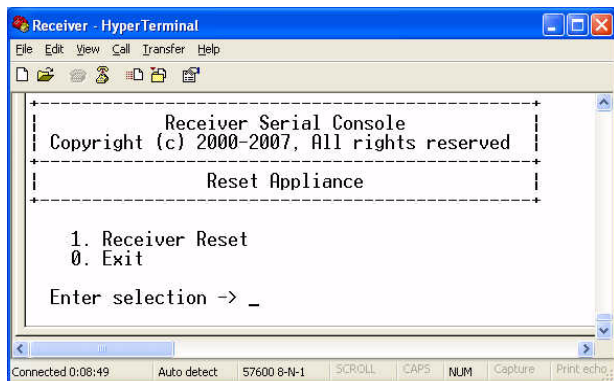 Receiver - HyperTerminal
File Edit View Call Transfer Help
Receiver Serial Console
Copyright (c) 2000-2007, All rights reserved
Reset Appliance
1. Receiver Reset
0. Exit
Enter selection -> _
Connected 0:08:49 Auto detect 57600 8-N-1 SCROLL CAPS NUM Capture Print echo